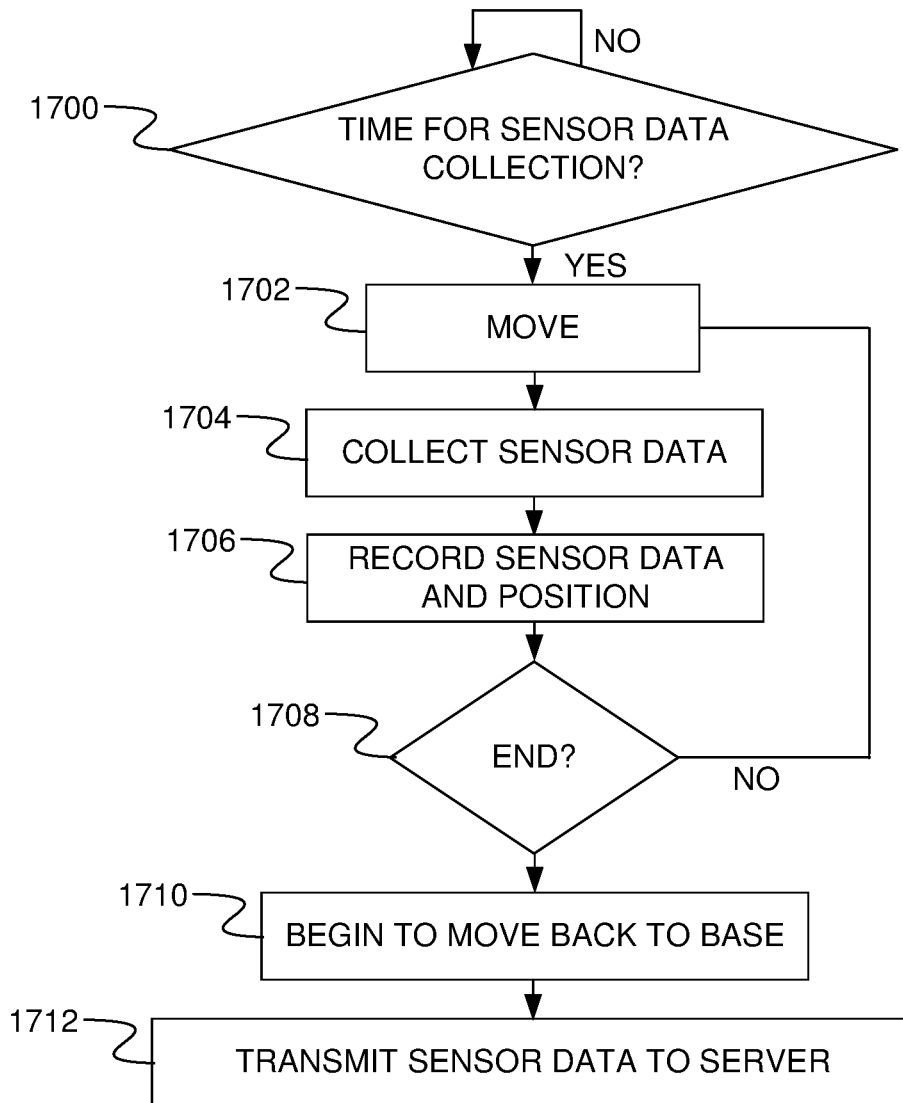 NO
1700
TIME FOR SENSOR DATA
COLLECTION?
YES
1702
MOVE
1704
COLLECT SENSOR DATA
1706
RECORD SENSOR DATA
AND POSITION
1708
END?
NO
1710
BEGIN TO MOVE BACK TO BASE
1712
TRANSMIT SENSOR DATA TO SERVER